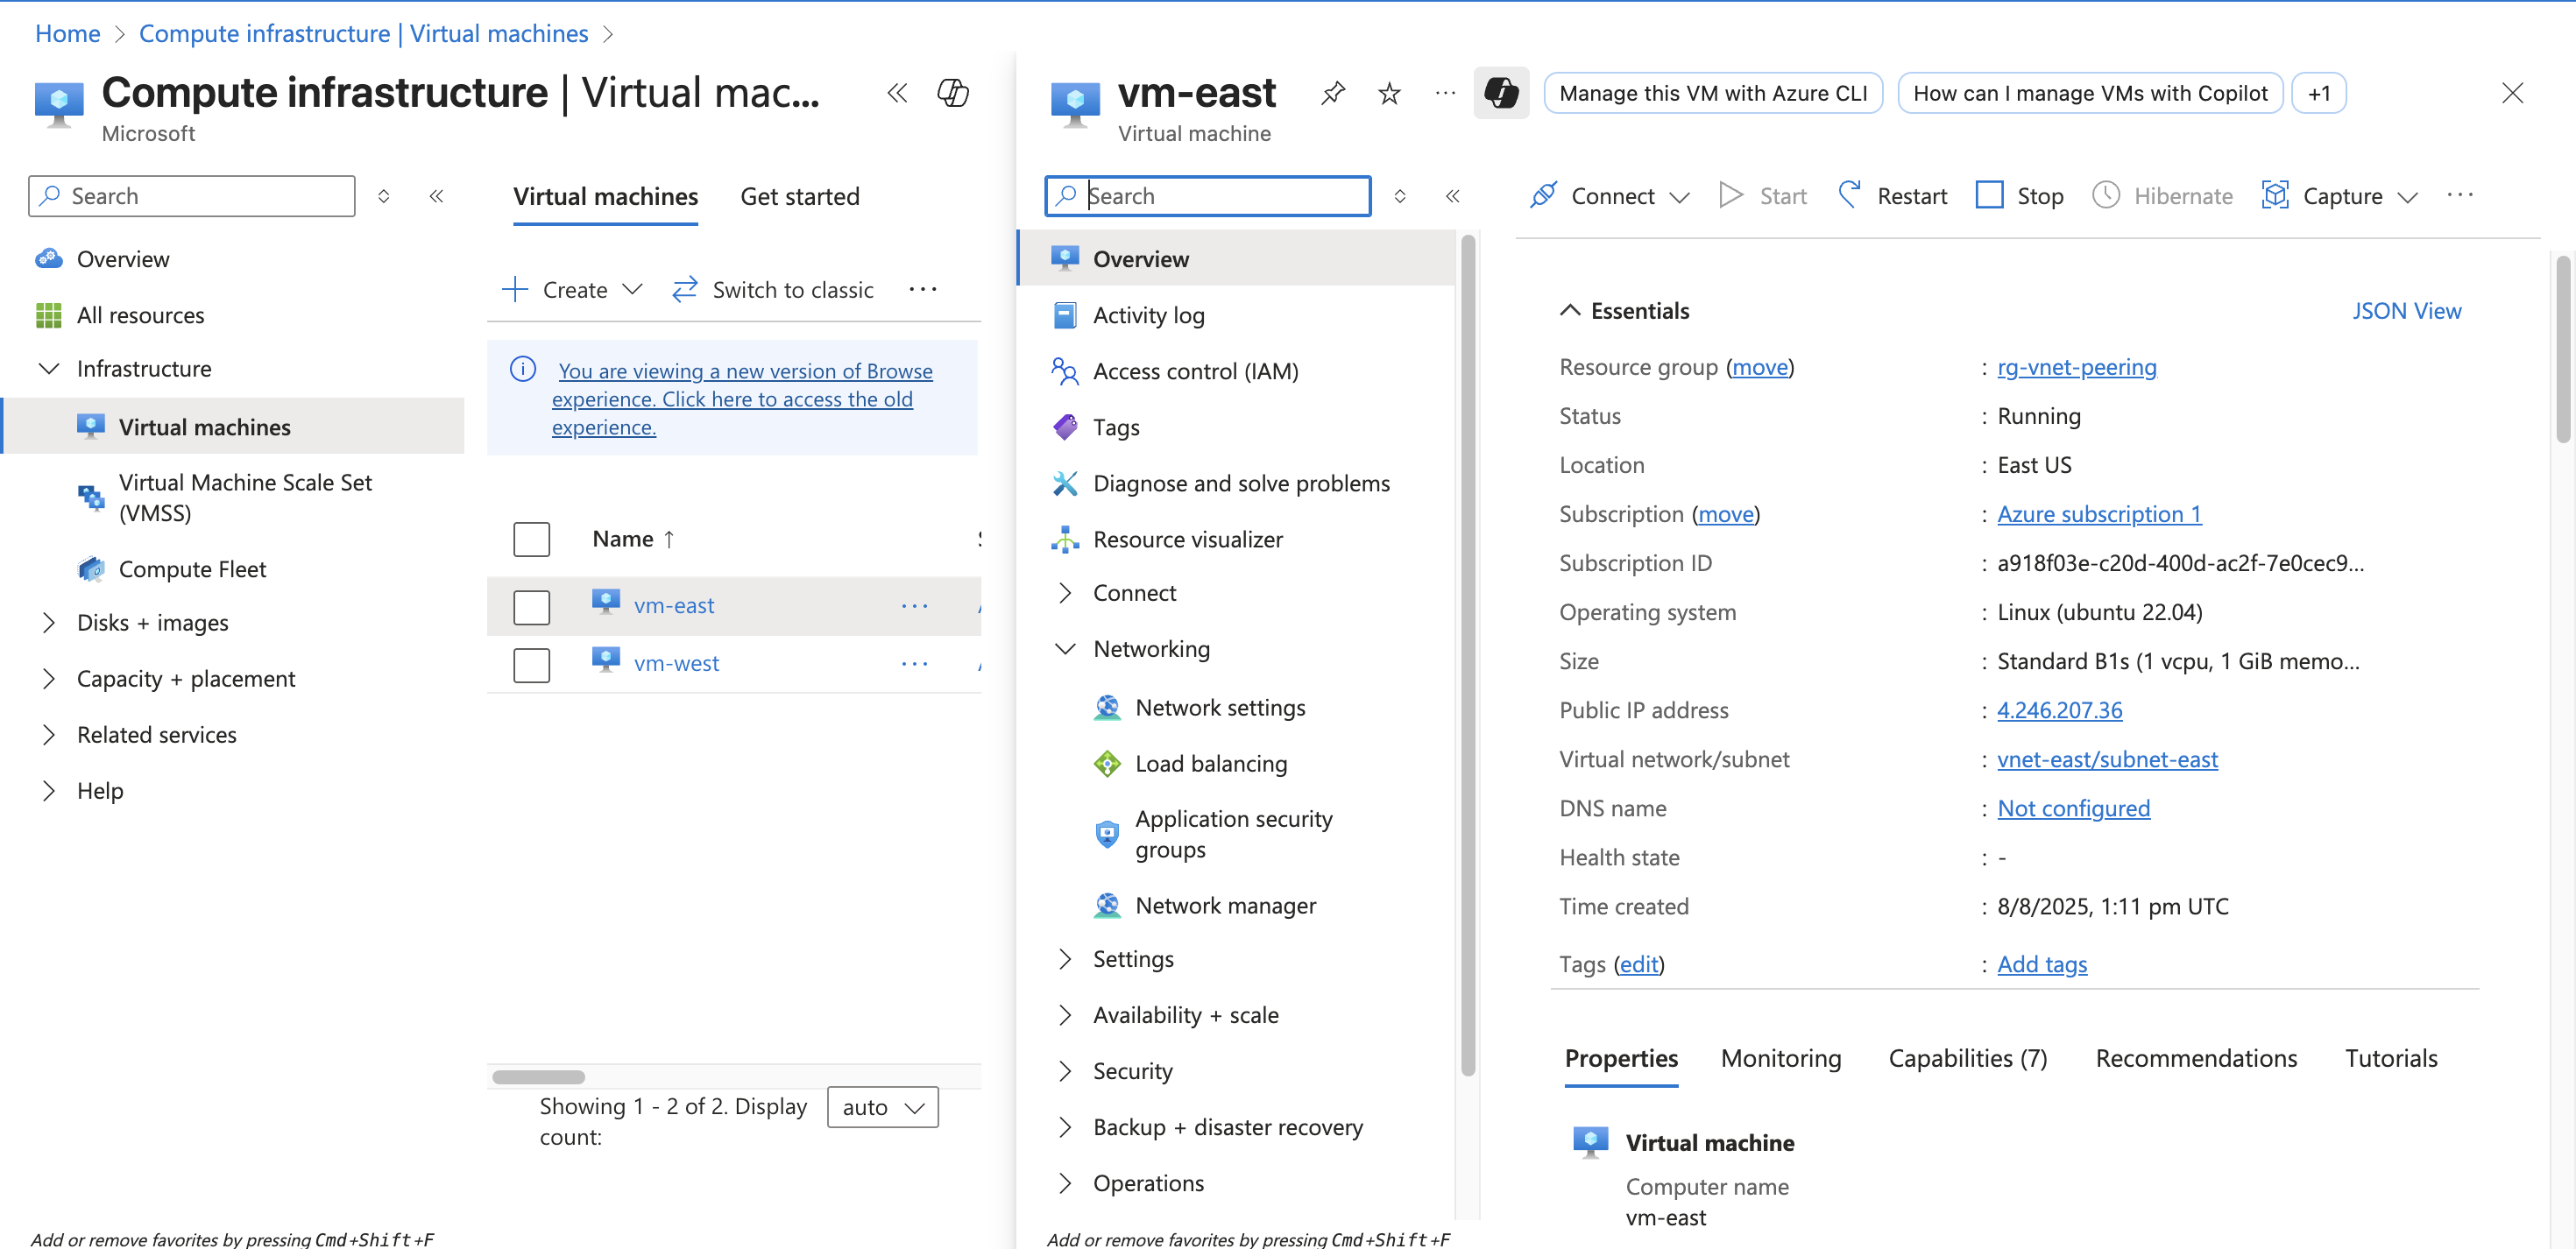 Home > Compute infrastructure | Virtual machines >
Compute infrastructure | Virtual mac...
Microsoft
Search
Overview
All resources
Infrastructure
Virtual machines
Virtual Machine Scale Set
(VMSS)
Compute Fleet
Disks + images
Capacity + placement
Related services
Help
Add or remove favorites by pressing Cmd+Shift+F
Virtual machines Get started
Create Switch to classic ...
You are viewing a new version of Browse
experience. Click here to access the old
experience.
Name ↑
vm-east ...
vm-west ...
Showing 1 - 2 of 2. Display
count:
auto
vm-east
Virtual machine
...
Manage this VM with Azure CLI
How can I manage VMs with Copilot
+1
Search
Overview
Activity log
Access control (IAM)
Tags
Diagnose and solve problems
Resource visualizer
Connect
Networking
Network settings
Load balancing
Application security
groups
Network manager
Settings
Availability + scale
Security
Backup + disaster recovery
Operations
Add or remove favorites by pressing Cmd+Shift+F
Connect Start Restart Stop Hibernate Capture ...
Essentials JSON View
Resource group (move) : rg-vnet-peering
Status : Running
Location : East US
Subscription (move) : Azure subscription 1
Subscription ID : a918f03e-c20d-400d-ac2f-7e0cec9...
Operating system : Linux (ubuntu 22.04)
Size : Standard B1s (1 vcpu, 1 GiB memo...
Public IP address : 4.246.207.36
Virtual network/subnet : vnet-east/subnet-east
DNS name : Not configured
Health state : -
Time created : 8/8/2025, 1:11 pm UTC
Tags (edit) : Add tags
Properties Monitoring Capabilities (7) Recommendations Tutorials
Virtual machine
Computer name
vm-east